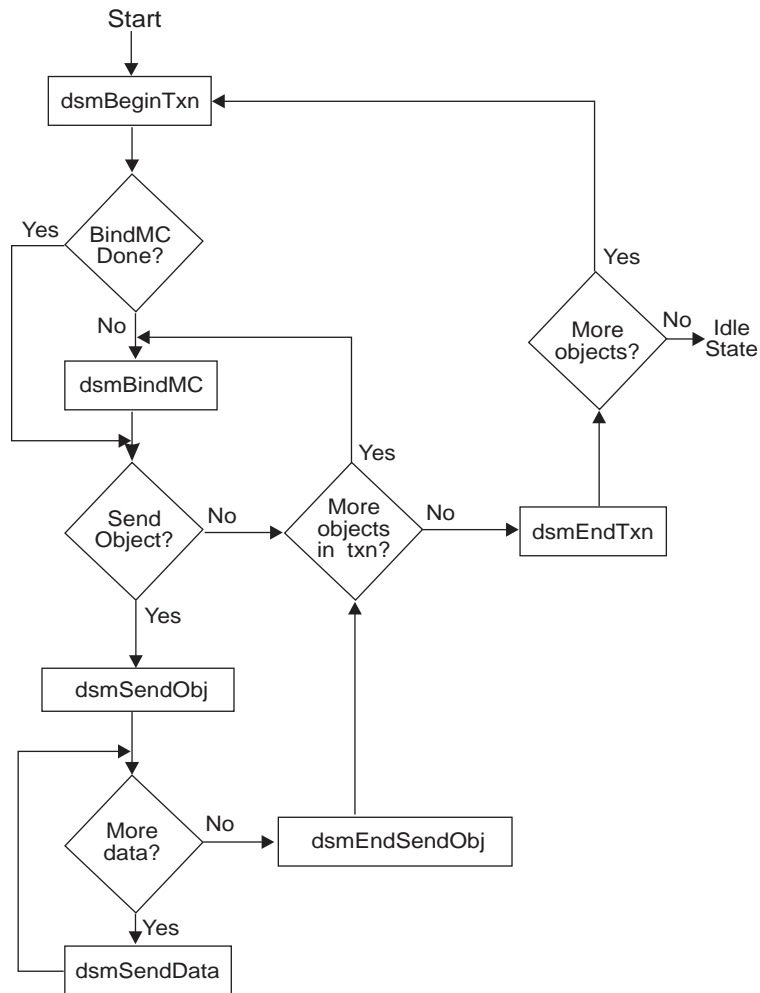 Start
dsmBeginTxn
Yes
BindMC
Done?
No
dsmBindMC
Send
Object?
No
Yes
dsmSendObj
More
data?
No
Yes
dsmSendData
dsmEndSendObj
Yes
More
objects
in txn?
No
dsmEndTxn
Yes
More
objects?
No
Idle
State